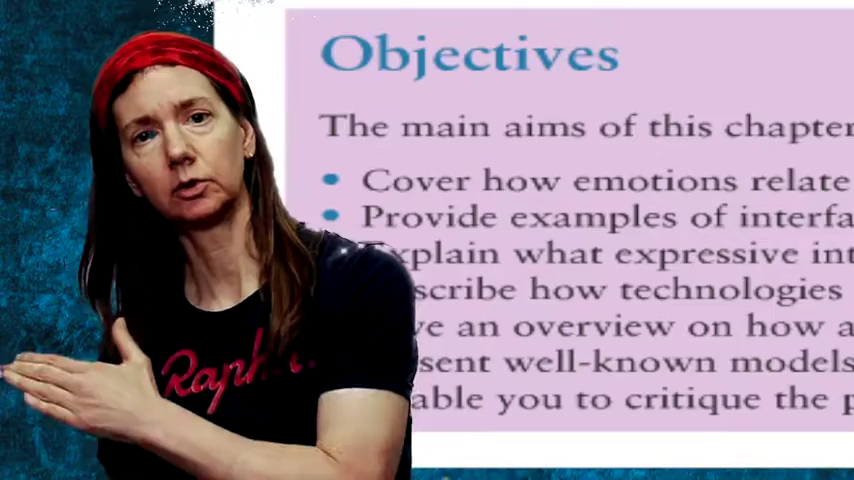 Objectives
The main aims of this chapter
• Cover how emotions relate
• Provide examples of interfa
xplain what expressive int
scribe how technologies
ve an overview on how a
sent well-known models
able you to critique the p
Raph